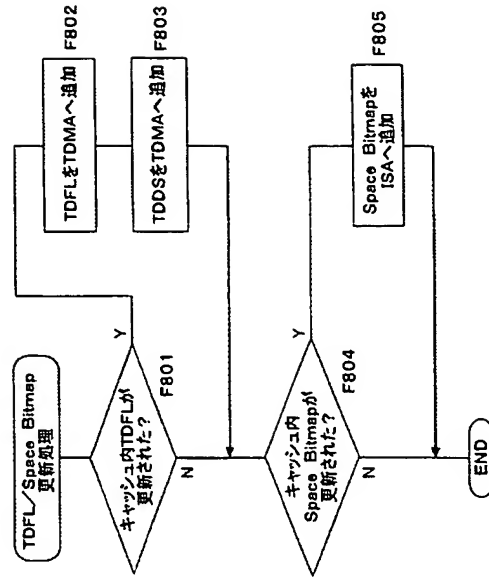 TDFL/Space Bitmap
更新処理
キャッシュ内TDFLが
更新された?
F801
Y
N
TDFLをTDMAへ追加
F802
TDDSをTDMAへ追加
F803
キャッシュ内
Space Bitmapが
更新された?
F804
Y
N
Space Bitmapを
ISAへ追加
F805
END